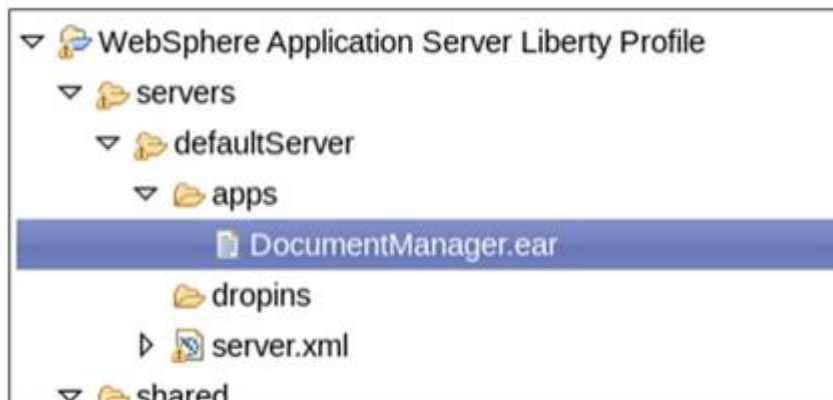 WebSphere Application Server Liberty Profile
servers
defaultServer
apps
DocumentManager.ear
dropins
server.xml
shared